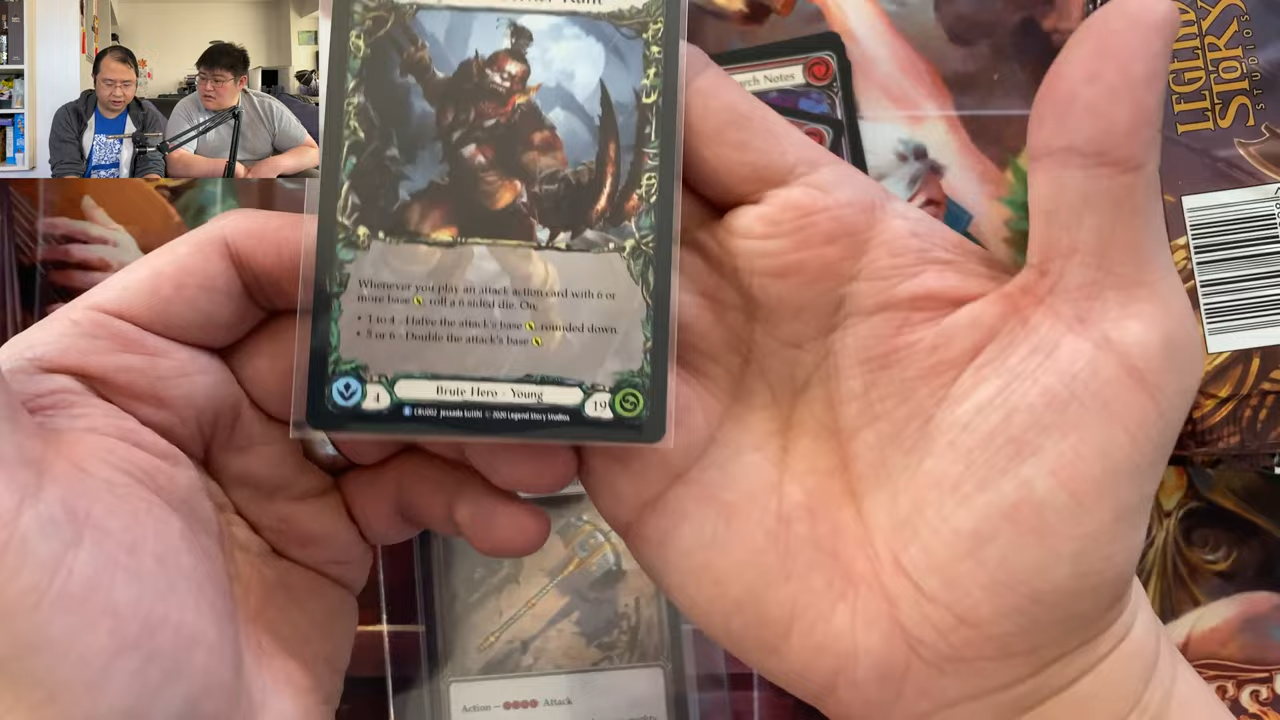 Whenever you play an attack action card with 6 or
more base roll a 6 sided die. On:
• 1 to 4 - Halve the attack's base rounded down.
• 5 or 6 - Double the attack's base
4
Brute Hero - Young
19
CRU002 Jessada Sutthi © 2020 Legend Story Studios
Notes
LEGEND
STORY
STUDIOS
Action – Attack